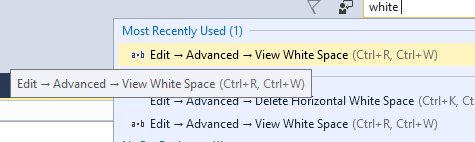 white
Most Recently Used (1)
a·b Edit → Advanced → View White Space (Ctrl+R, Ctrl+W)
Edit → Advanced → View White Space (Ctrl+R, Ctrl+W)
Edit → Advanced → Delete Horizontal White Space (Ctrl+K,
a·b Edit → Advanced → View White Space (Ctrl+R, Ctrl+W)